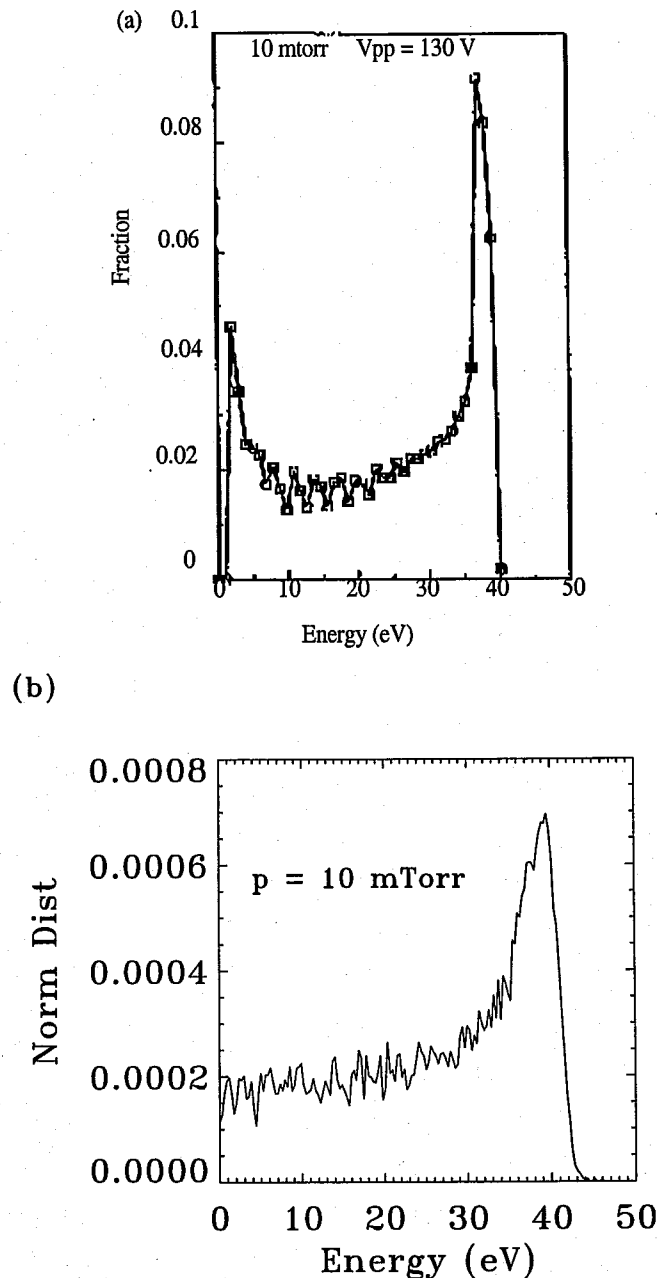 (a)
0.1
10 mtorr Vpp = 130 V
0.08
0.06
0.04
0.02
0
Fraction
0 10 20 30 40 50
Energy (eV)
(b)
0.0008
0.0006
0.0004
0.0002
0.0000
p = 10 mTorr
Norm Dist
0 10 20 30 40 50
Energy (eV)